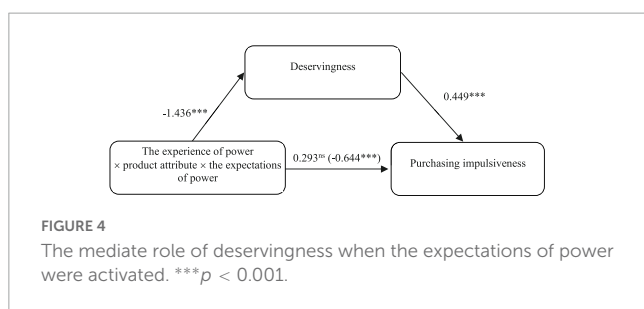 Deservingness
-1.436***
0.449***
The experience of power
× product attribute × the expectations
of power
0.293ns (-0.644***)
Purchasing impulsiveness
FIGURE 4
The mediate role of deservingness when the expectations of power
were activated. ***p < 0.001.